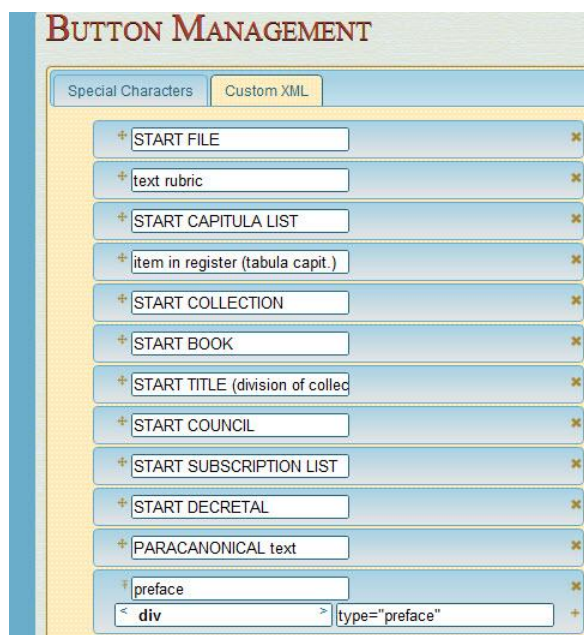 BUTTON MANAGEMENT
Special Characters Custom XML
START FILE
text rubric
START CAPITULA LIST
item in register (tabula capit.)
START COLLECTION
START BOOK
START TITLE (division of collec
START COUNCIL
START SUBSCRIPTION LIST
START DECRETAL
PARACANONICAL text
preface
< div > type="preface"